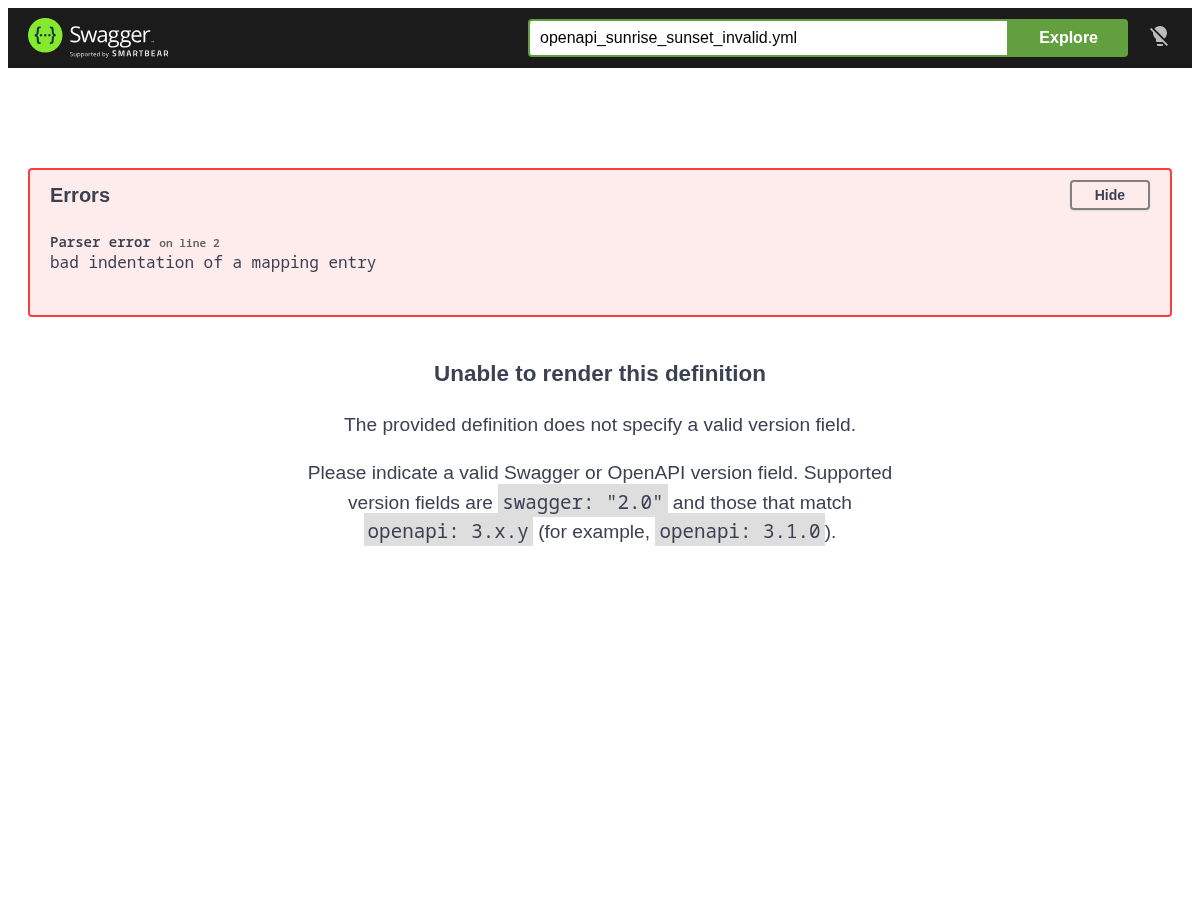 Swagger
Supported by SMARTBEAR
openapi_sunrise_sunset_invalid.yml
Explore
Errors
Hide
Parser error on line 2
bad indentation of a mapping entry
Unable to render this definition
The provided definition does not specify a valid version field.
Please indicate a valid Swagger or OpenAPI version field. Supported
version fields are swagger: "2.0" and those that match
openapi: 3.x.y (for example, openapi: 3.1.0).